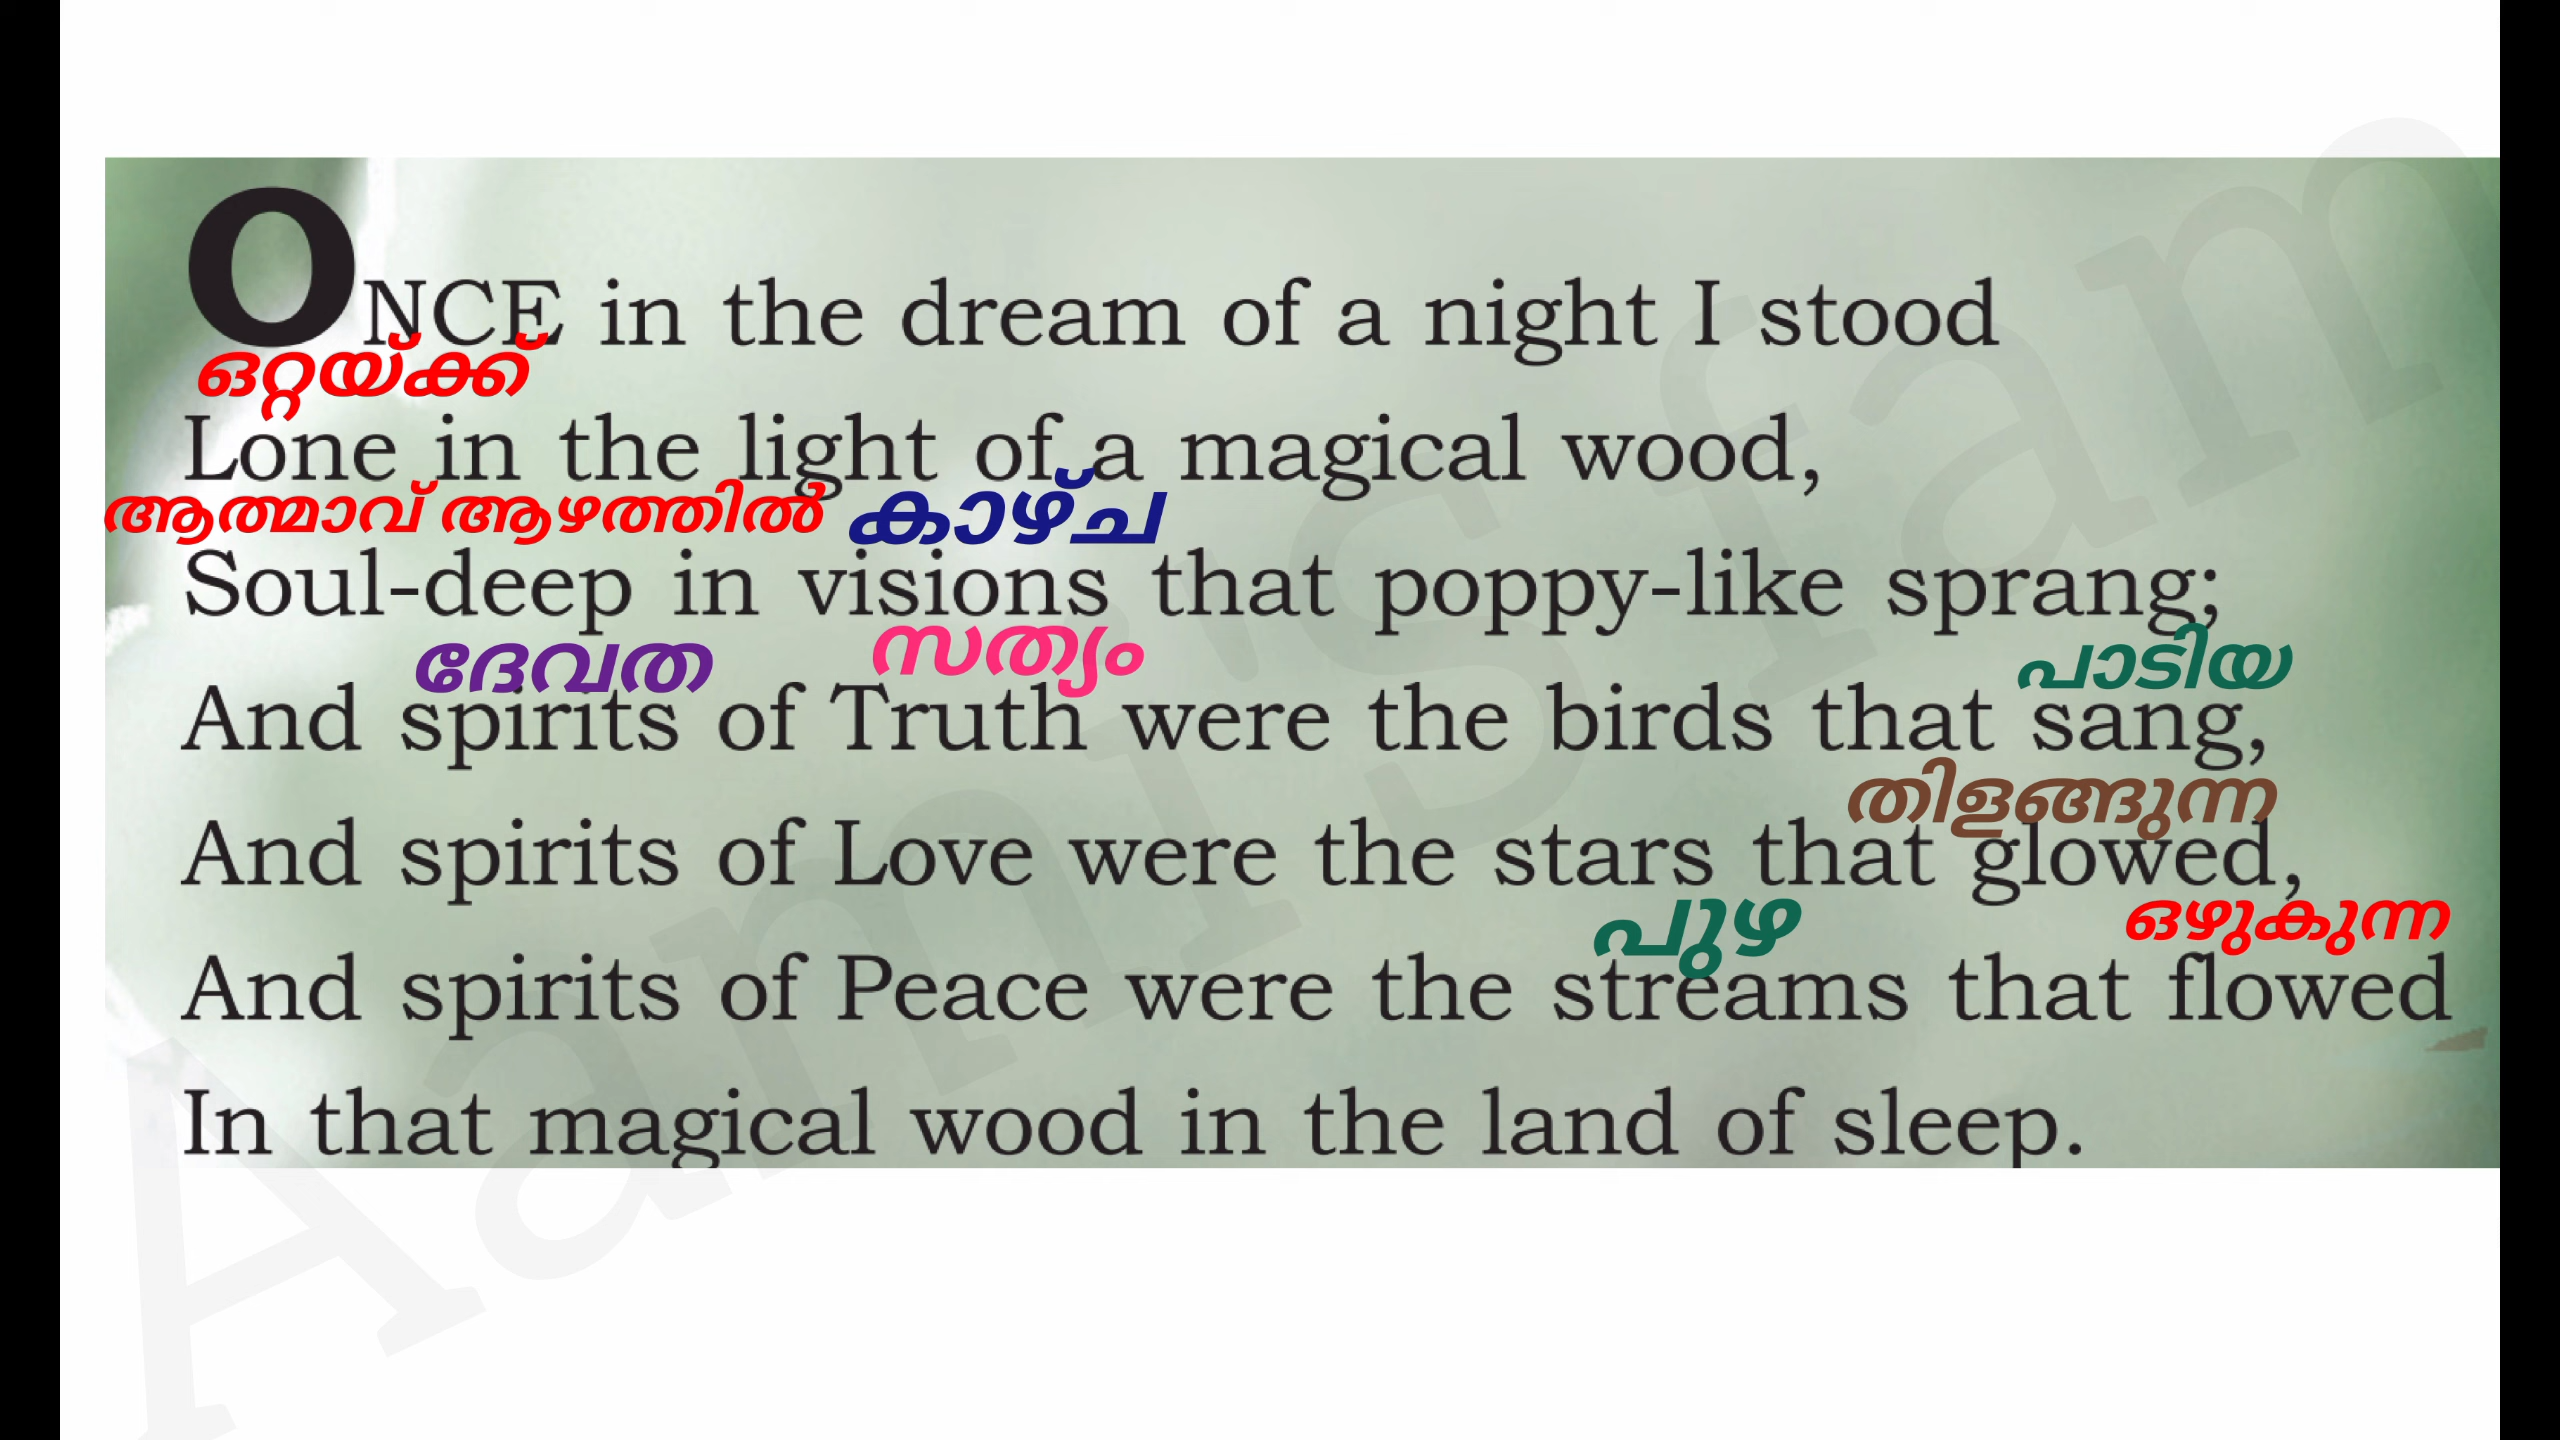 ONCE in the dream of a night I stood
ഒറ്റയ്ക്ക്
Lone in the light of a magical wood,
ആത്മാവ് ആഴത്തിൽ കാഴ്ച
Soul-deep in visions that poppy-like sprang;
ദേവത സത്യം പാടിയ
And spirits of Truth were the birds that sang,
തിളങ്ങുന്ന
And spirits of Love were the stars that glowed,
പുഴ ഒഴുകുന്ന
And spirits of Peace were the streams that flowed
In that magical wood in the land of sleep.
Aami's fam